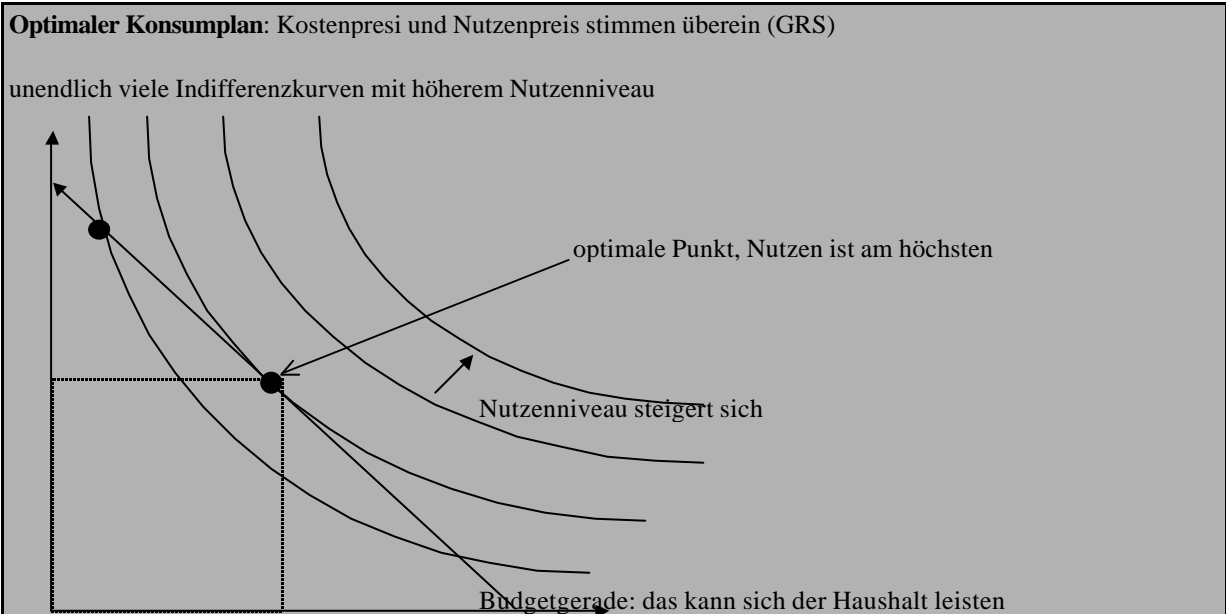 Optimaler Konsumplan: Kostenpresi und Nutzenpreis stimmen überein (GRS)
unendlich viele Indifferenzkurven mit höherem Nutzenniveau
optimale Punkt, Nutzen ist am höchsten
Nutzenniveau steigert sich
Budgetgerade: das kann sich der Haushalt leisten